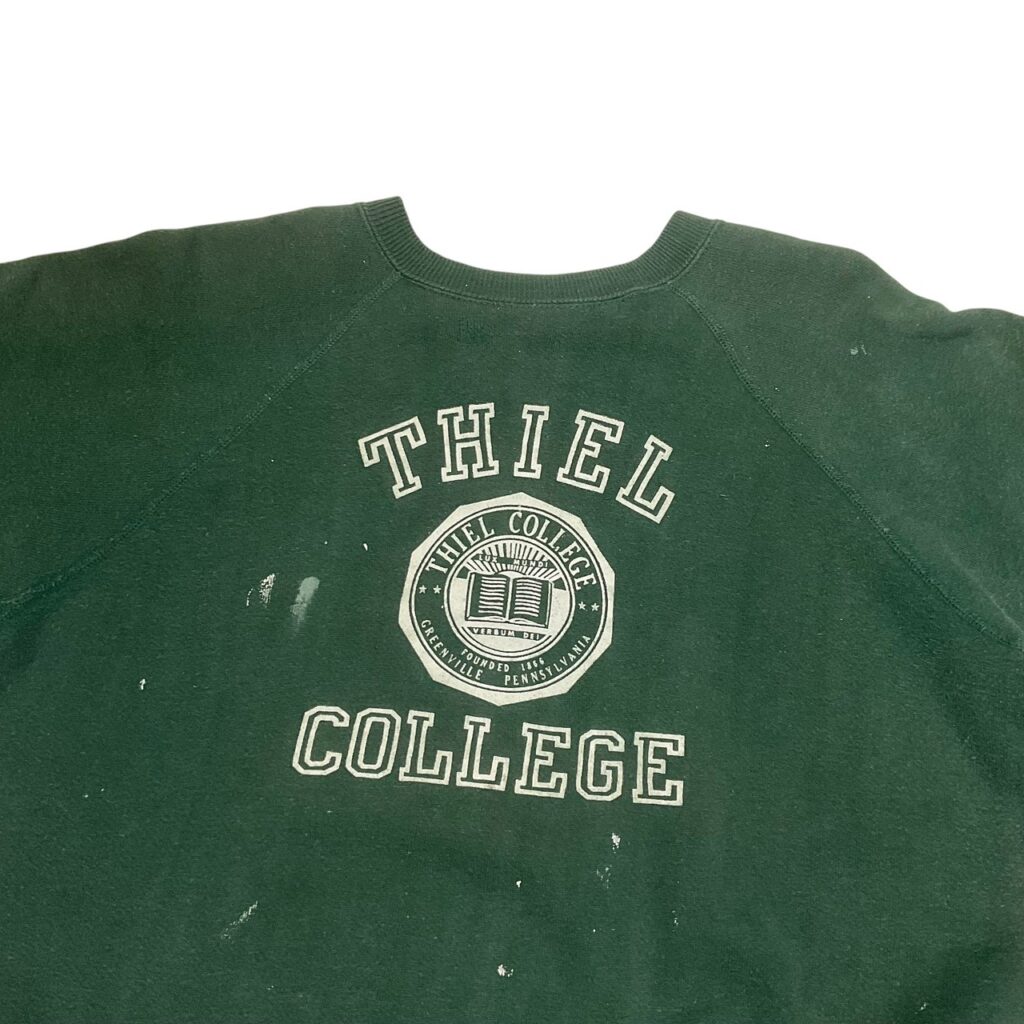 THIEL
THIEL COLLEGE
LUX MUNDI
VERBUM DEI
FOUNDED 1866
GREENVILLE PENNSYLVANIA
COLLEGE